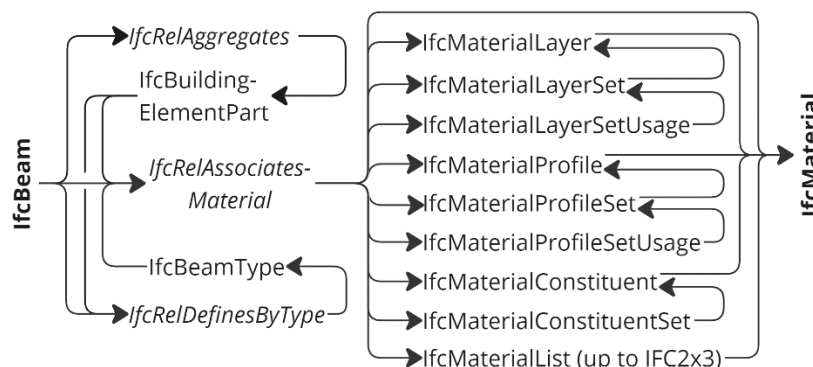 IfcBeam
IfcRelAggregates
IfcBuilding-
ElementPart
IfcRelAssociates-
Material
IfcBeamType
IfcRelDefinesByType
IfcMaterialLayer
IfcMaterialLayerSet
IfcMaterialLayerSetUsage
IfcMaterialProfile
IfcMaterialProfileSet
IfcMaterialProfileSetUsage
IfcMaterialConstituent
IfcMaterialConstituentSet
IfcMaterialList (up to IFC2x3)
IfcMaterial